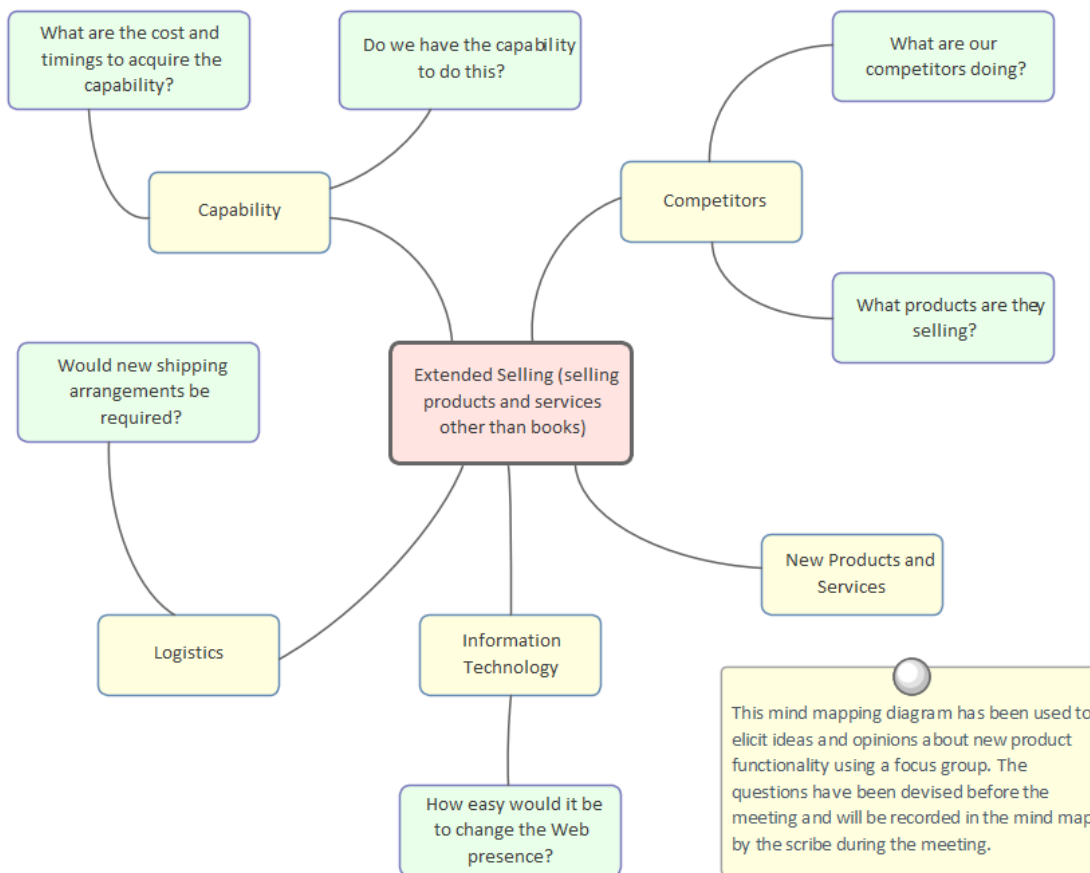 What are the cost and
timings to acquire the
capability?
Do we have the capability
to do this?
What are our
competitors doing?
Capability
Competitors
What products are they
selling?
Would new shipping
arrangements be
required?
Extended Selling (selling
products and services
other than books)
New Products and
Services
Logistics
Information
Technology
How easy would it be
to change the Web
presence?
This mind mapping diagram has been used to
elicit ideas and opinions about new product
functionality using a focus group. The
questions have been devised before the
meeting and will be recorded in the mind map
by the scribe during the meeting.